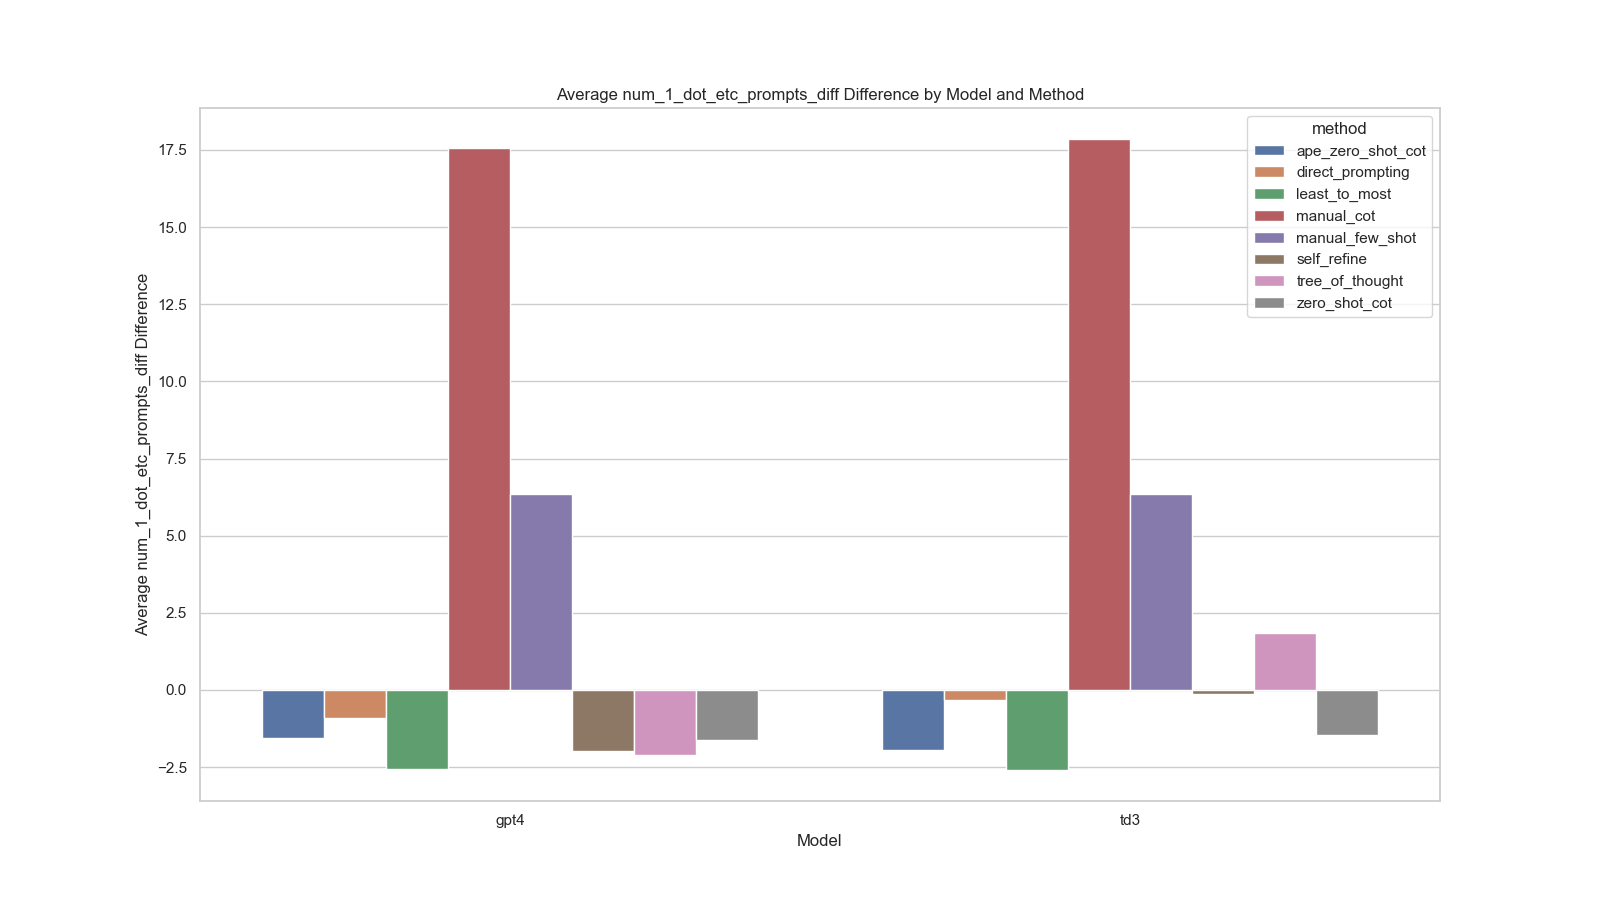 Average num_1_dot_etc_prompts_diff Difference by Model and Method
Average num_1_dot_etc_prompts_diff Difference
17.5
15.0
12.5
10.0
7.5
5.0
2.5
0.0
−2.5
method
ape_zero_shot_cot
direct_prompting
least_to_most
manual_cot
manual_few_shot
self_refine
tree_of_thought
zero_shot_cot
gpt4
td3
Model